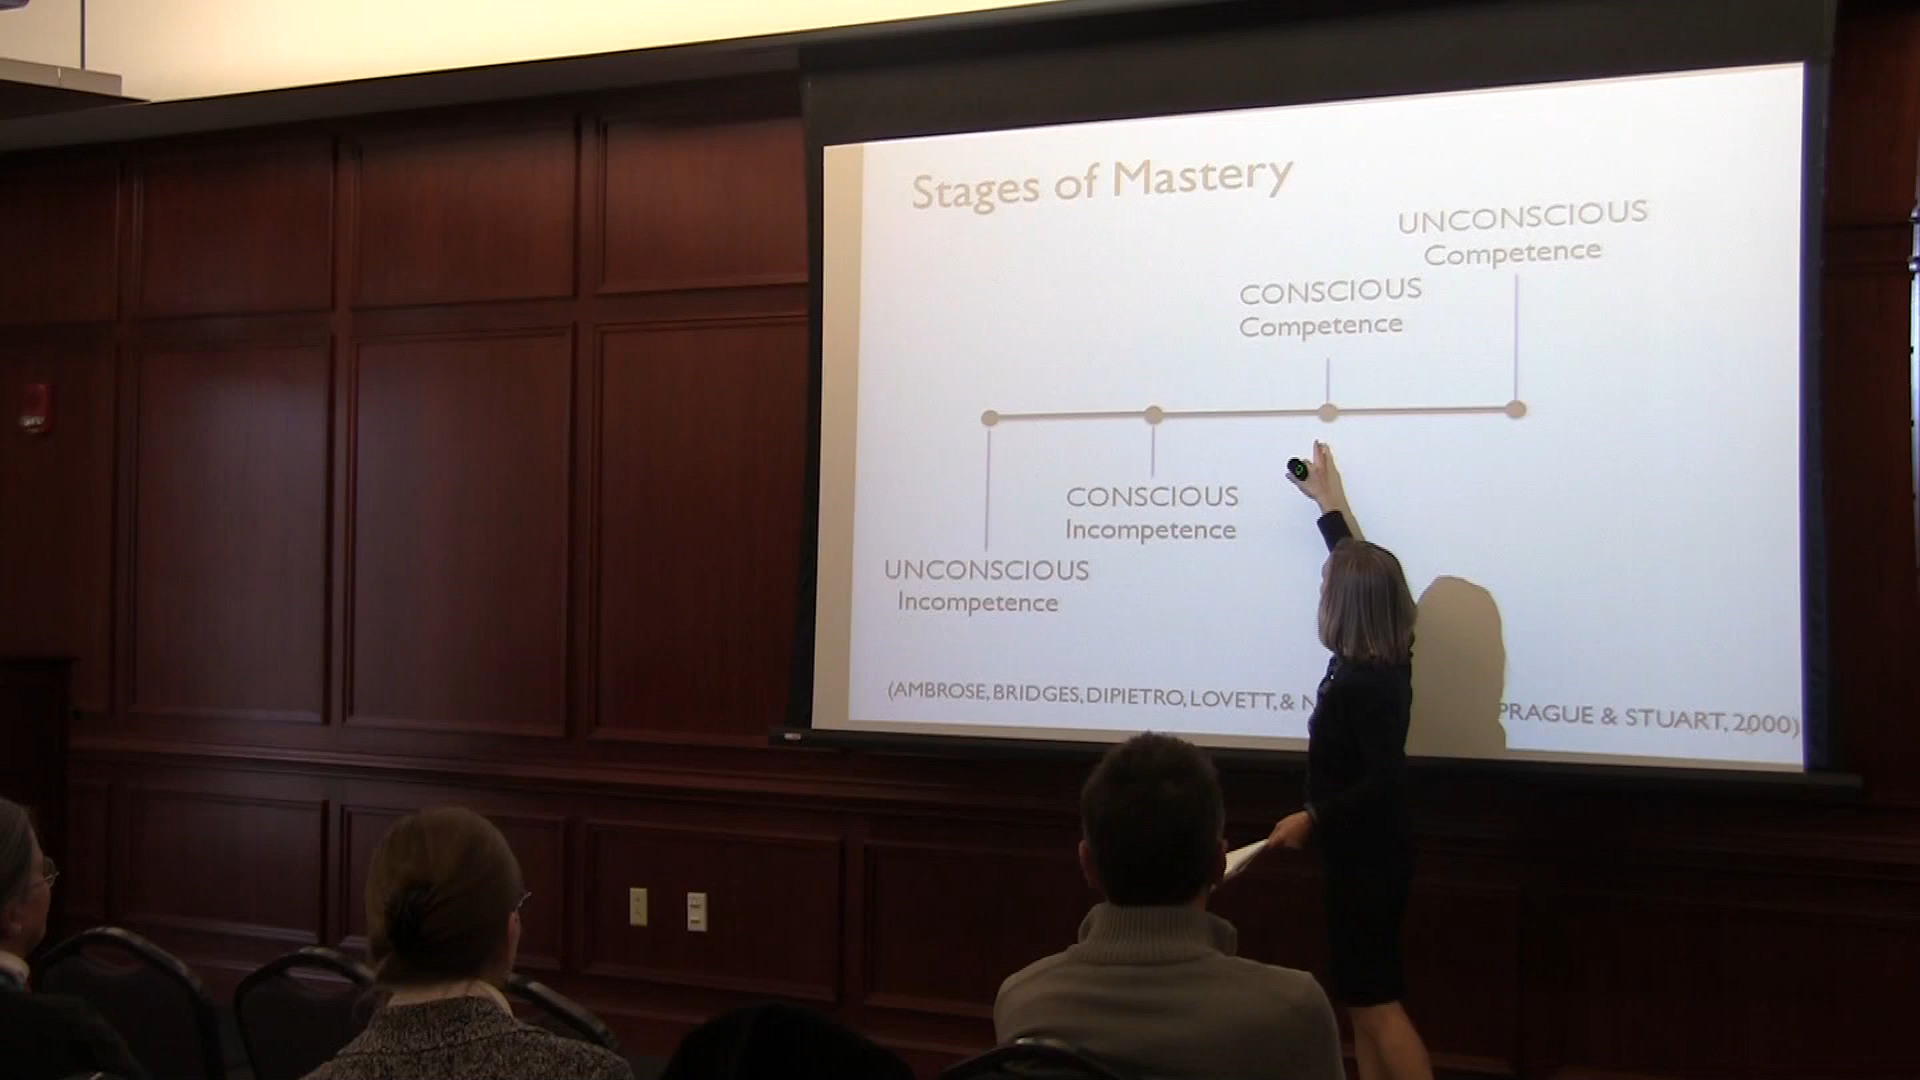 Stages of Mastery
UNCONSCIOUS
Competence
CONSCIOUS
Competence
CONSCIOUS
Incompetence
UNCONSCIOUS
Incompetence
(AMBROSE, BRIDGES, DIPIETRO, LOVETT, & PRAGUE & STUART, 2000)